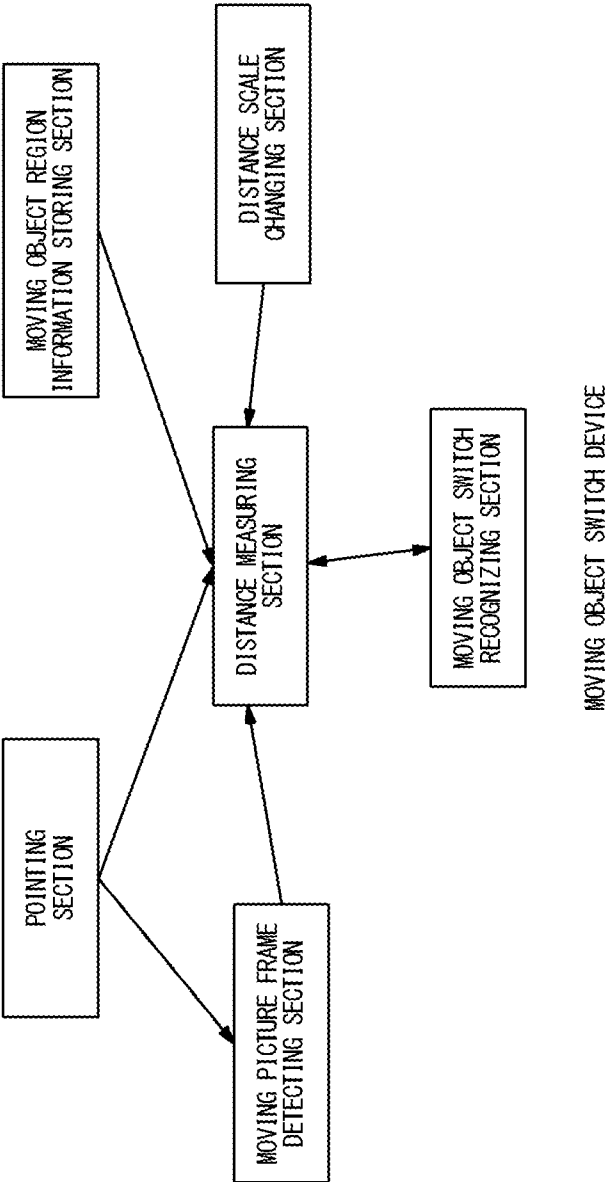 POINTING
SECTION
MOVING OBJECT REGION
INFORMATION STORING SECTION
MOVING PICTURE FRAME
DETECTING SECTION
DISTANCE MEASURING
SECTION
DISTANCE SCALE
CHANGING SECTION
MOVING OBJECT SWITCH
RECOGNIZING SECTION
MOVING OBJECT SWITCH DEVICE